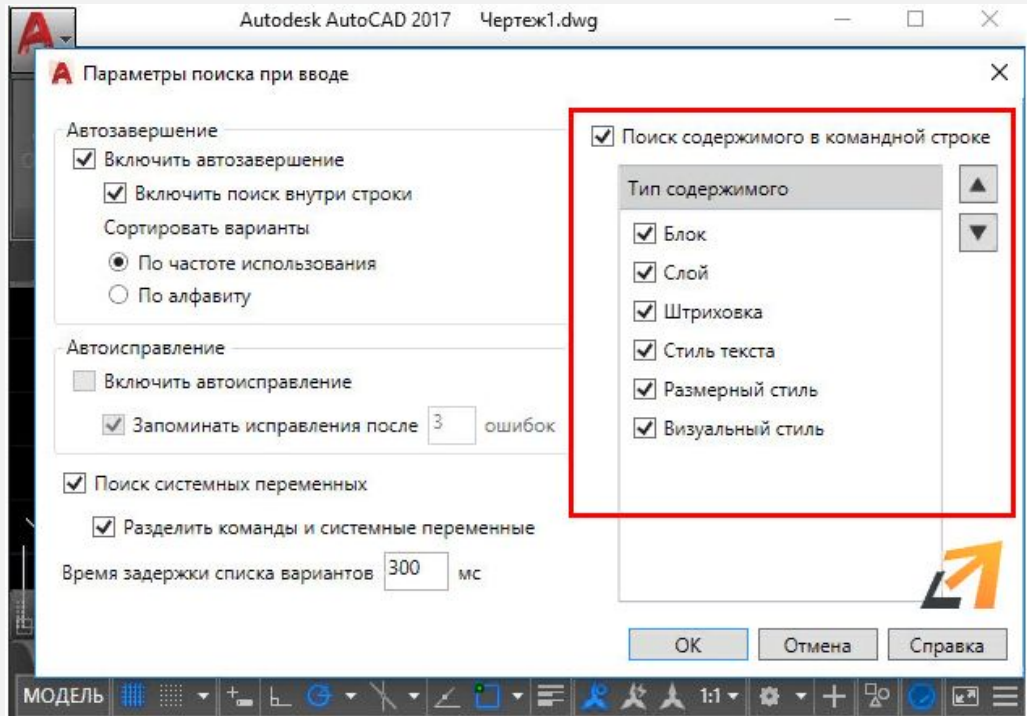 Autodesk AutoCAD 2017 Чертеж1.dwg
Параметры поиска при вводе
Автозавершение
Включить автозавершение
Включить поиск внутри строки
Сортировать варианты
По частоте использования
По алфавиту
Автоисправление
Включить автоисправление
Запоминать исправления после 3 ошибок
Поиск системных переменных
Разделить команды и системные переменные
Время задержки списка вариантов 300 мс
Поиск содержимого в командной строке
Тип содержимого
Блок
Слой
Штриховка
Стиль текста
Размерный стиль
Визуальный стиль
ОК Отмена Справка
МОДЕЛЬ 1:1